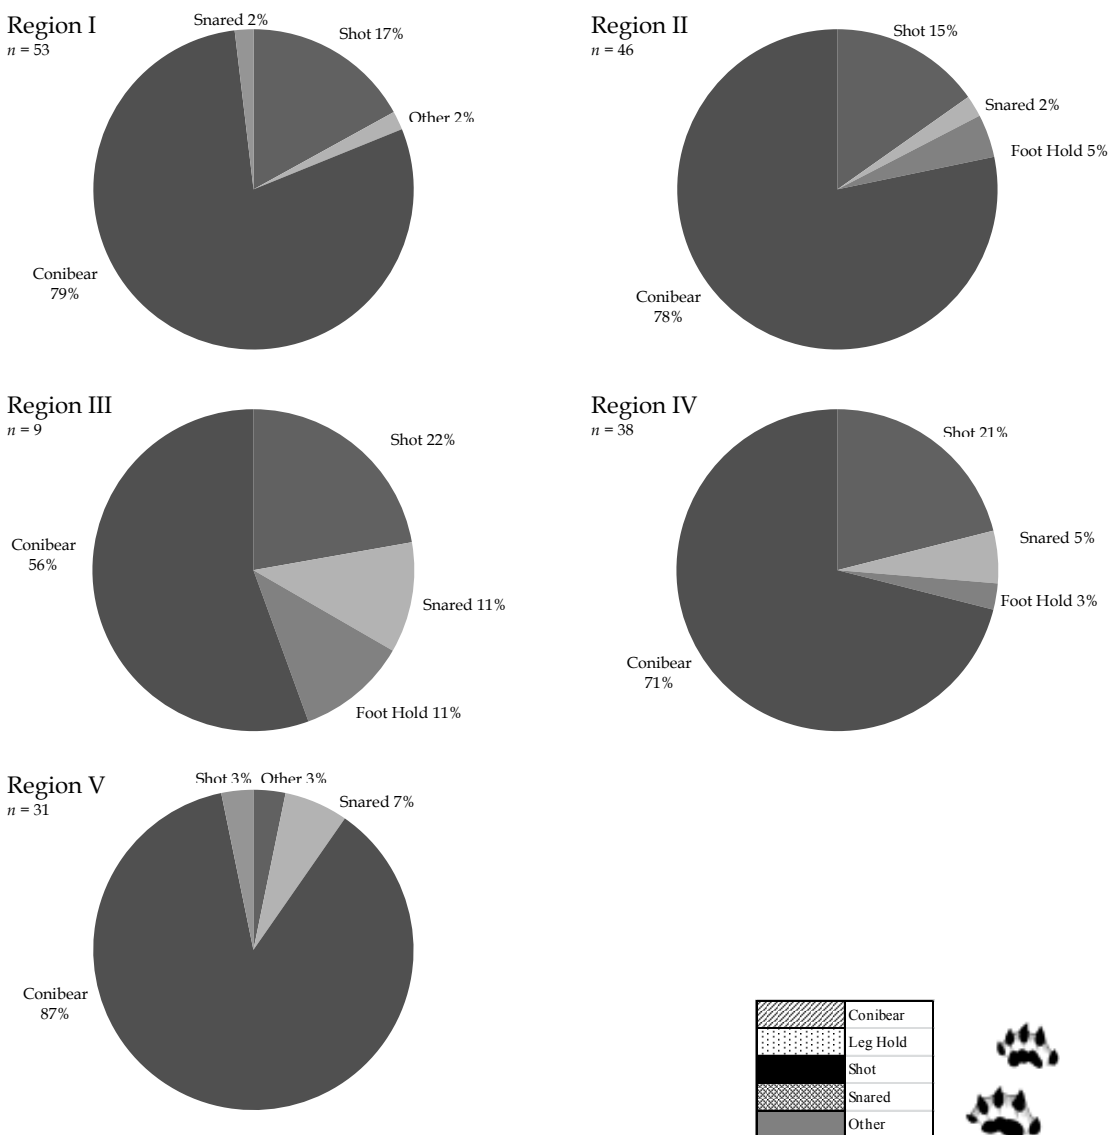 Region I
n = 53
Snared 2%
Shot 17%
Other 2%
Conibear
79%
Region II
n = 46
Shot 15%
Snared 2%
Foot Hold 5%
Conibear
78%
Region III
n = 9
Shot 22%
Conibear
56%
Snared 11%
Foot Hold 11%
Region IV
n = 38
Shot 21%
Snared 5%
Foot Hold 3%
Conibear
71%
Region V
n = 31
Shot 3%
Other 3%
Snared 7%
Conibear
87%
Conibear
Leg Hold
Shot
Snared
Other